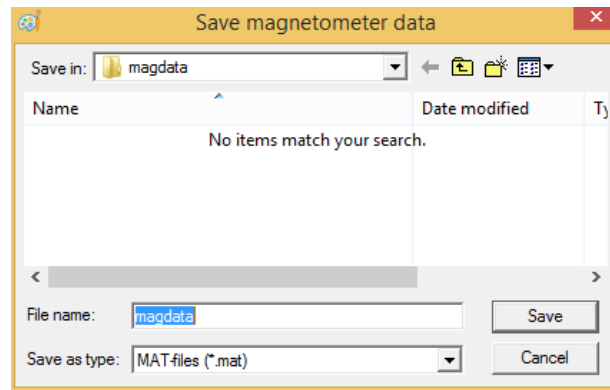 Save magnetometer data
Save in: magdata
Name Date modified
No items match your search.
File name: magdata
Save
Save as type: MAT-files (*.mat)
Cancel